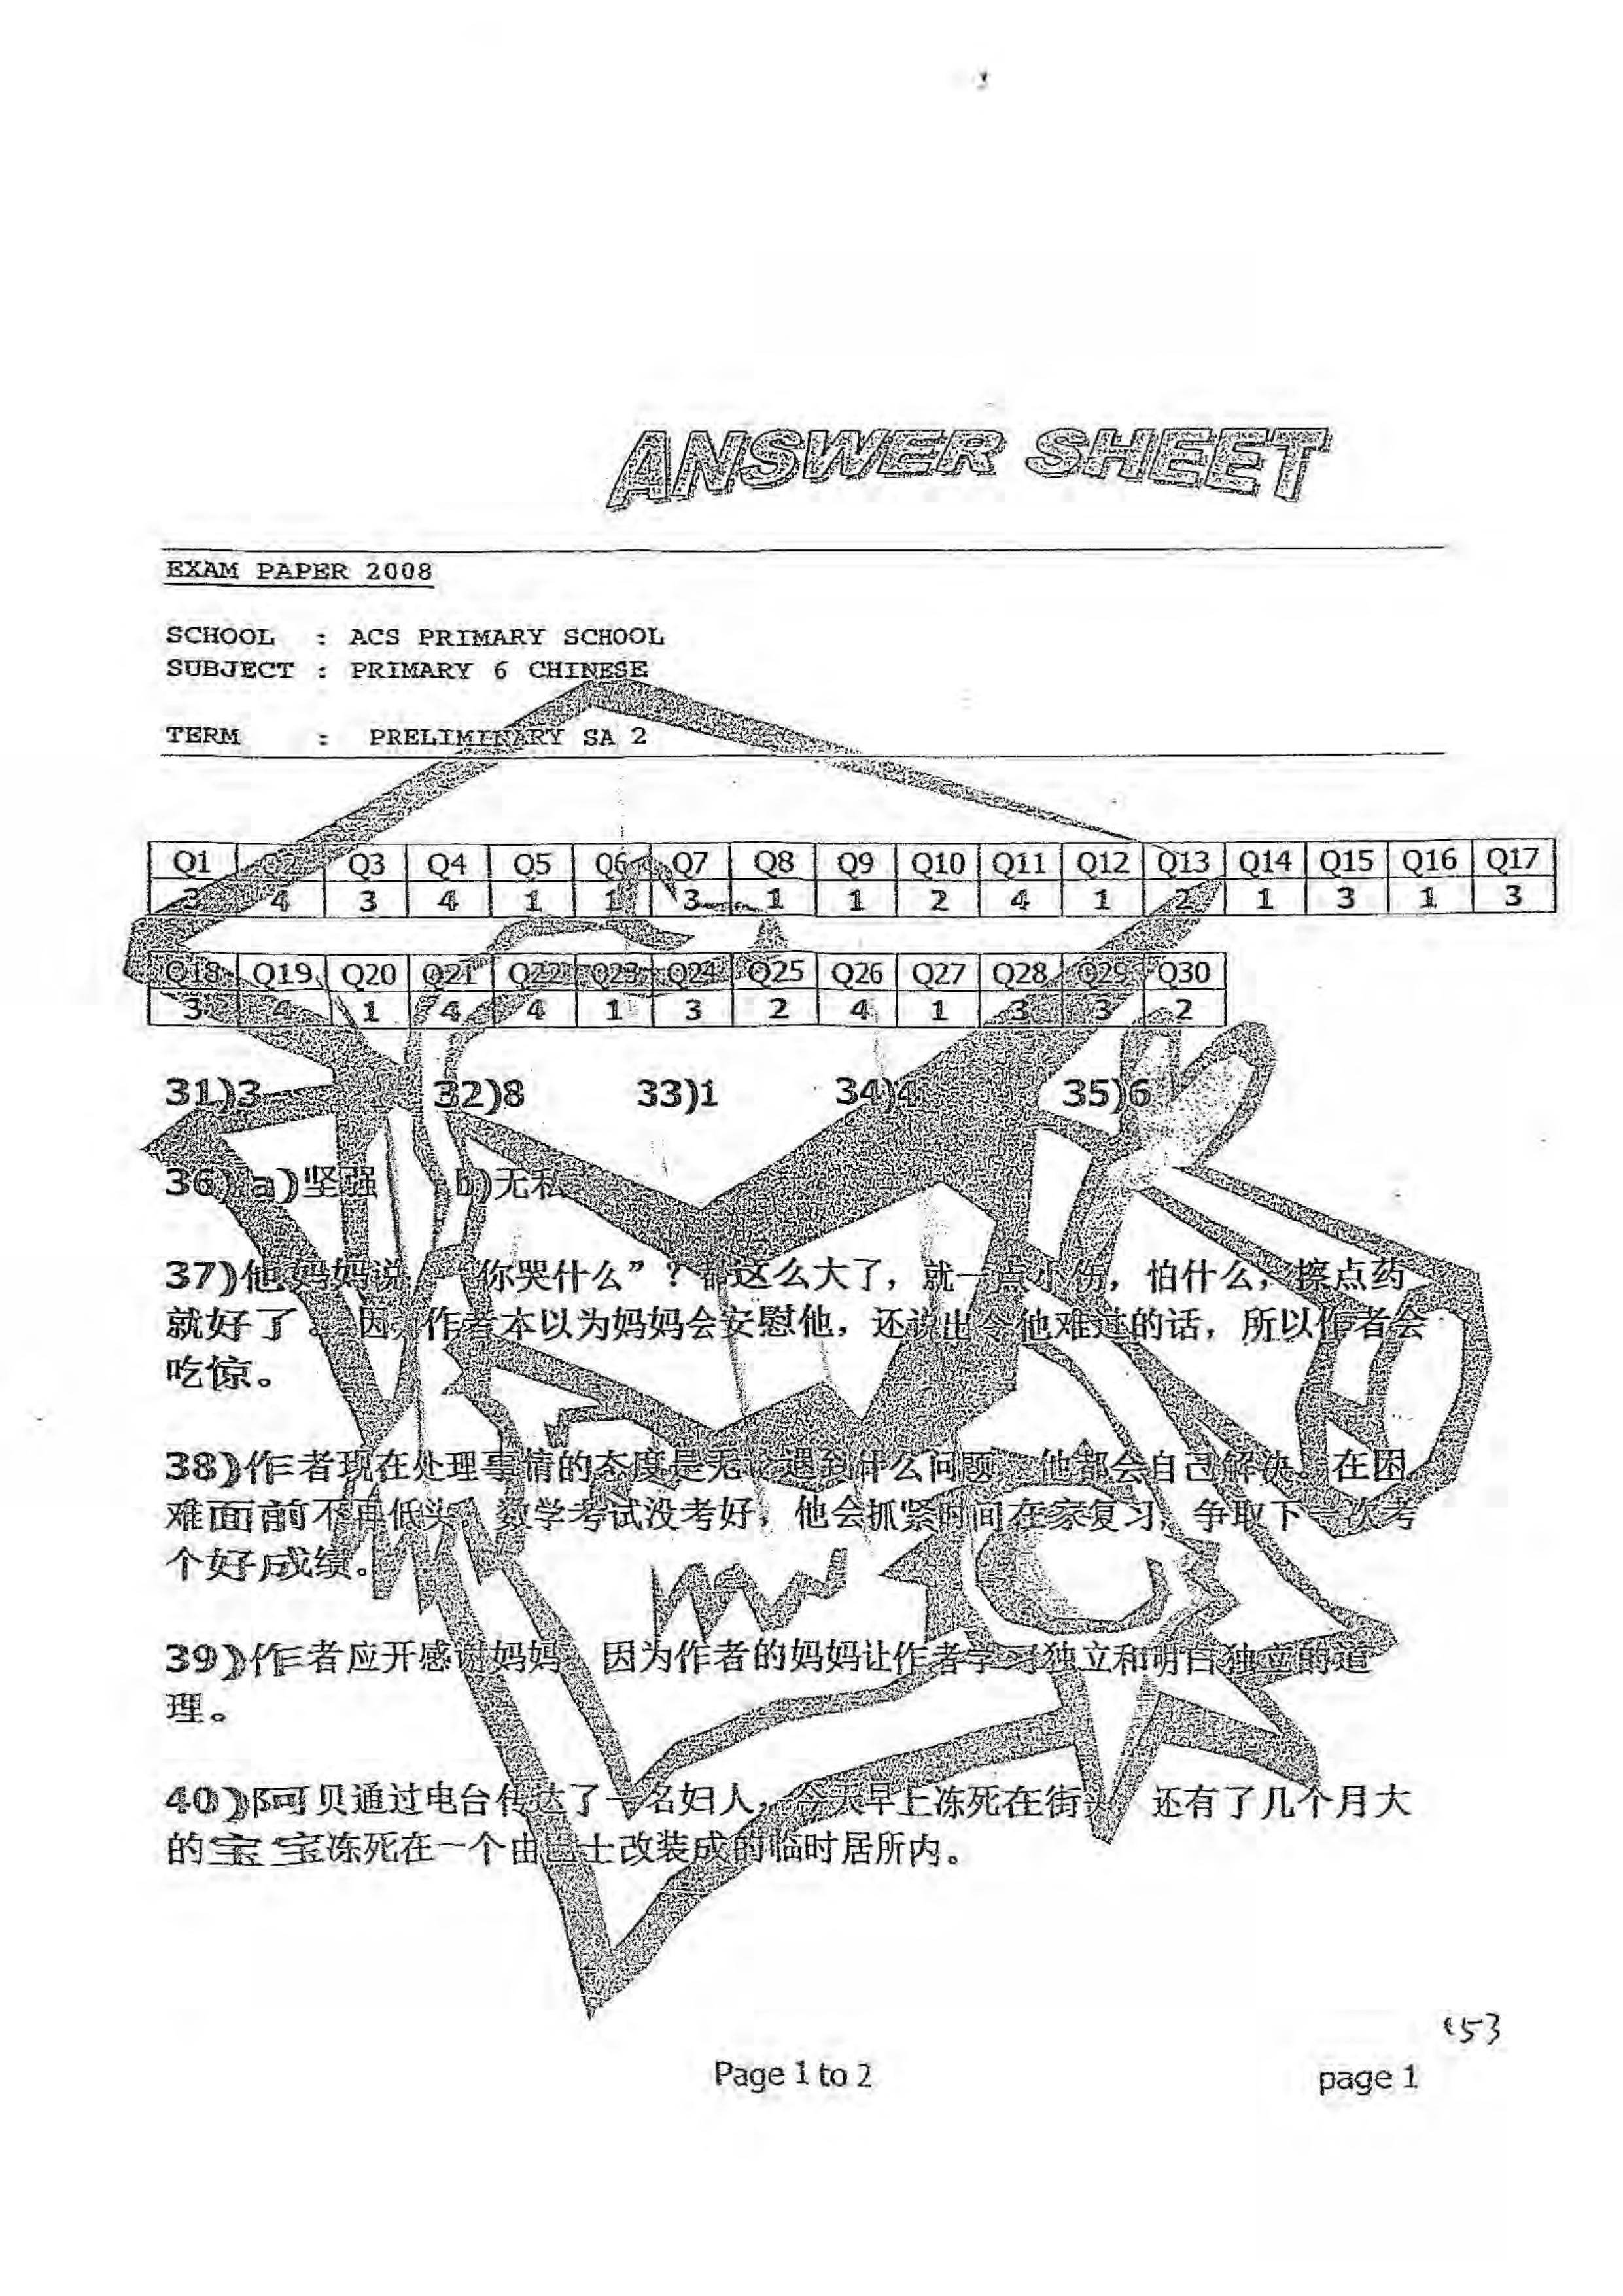 ANSWER SHEET
EXAM PAPER 2008
SCHOOL : ACS PRIMARY SCHOOL
SUBJECT : PRIMARY 6 CHINESE
TERM : PRELIMINARY SA 2
Q1 Q2 Q3 Q4 Q5 Q6 Q7 Q8 Q9 Q10 Q11 Q12 Q13 Q14 Q15 Q16 Q17
3 4 3 4 1 1 3 1 1 2 4 1 2 1 3 1 3
Q18 Q19 Q20 Q21 Q22 Q23 Q24 Q25 Q26 Q27 Q28 Q29 Q30
3 4 1 4 4 1 3 2 4 1 3 3 2
31)3 32)8 33)1 34)4 35)6
36) a)坚强 b)无私
37)他妈妈说 “你哭什么”？都这么大了，就一点小伤，怕什么，擦点药
就好了。因 作者本以为妈妈会安慰他，还说出令他难过的话，所以作者会
吃惊。
38)作者现在处理事情的态度是无论遇到什么问题，他都会自己解决。在困
难面前不再低头。数学考试没考好，他会抓紧时间在家复习，争取下一次考
个好成绩。
39)作者应开感谢妈妈。因为作者的妈妈让作者学习独立和明白独立的道
理。
40)阿贝通过电台传达了一名妇人，今天早上冻死在街 还有了几个月大
的宝宝冻死在一个由巴士改装成的临时居所内。
53
Page 1 to 2 page 1